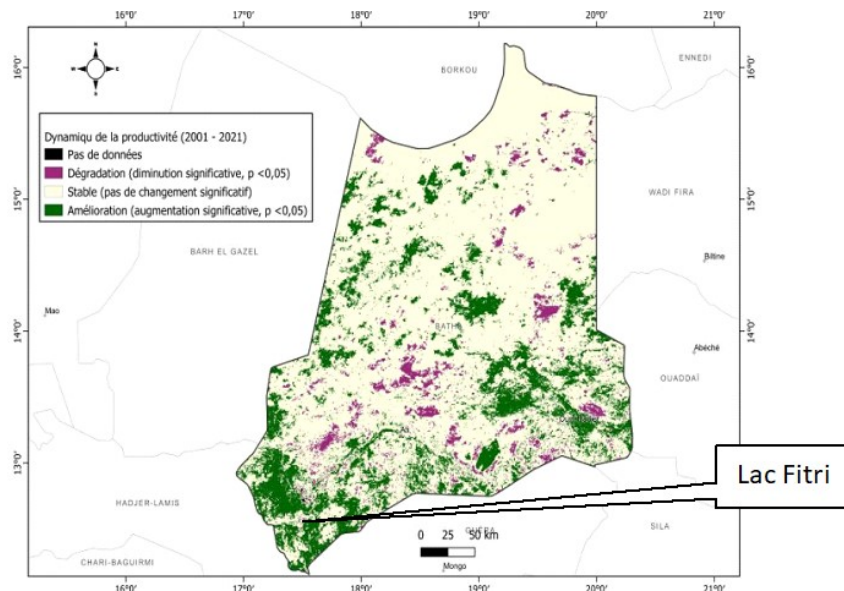 16°0 17°0 18°0 19°0 20°0 21°0
N
W E
S
BORKOU
ENNEDI
16°0
16°0
Dynamiqu de la productivité (2001 - 2021)
Pas de données
Dégradation (diminution significative, p <0,05)
Stable (pas de changement significatif)
Amélioration (augmentation significative, p <0,05)
15°0
WADI FIRA
BARH EL GAZEL
Biltine
Mao
14°0
14°0
BATHA
Abéché
OUADDAÏ
13°0
Lac Fitri
HADJER-LAMIS
GUÉRA
SILA
0 25 50 km
CHARI-BAGUIRMI
Mongo
16°0 17°0 18°0 19°0 20°0 21°0